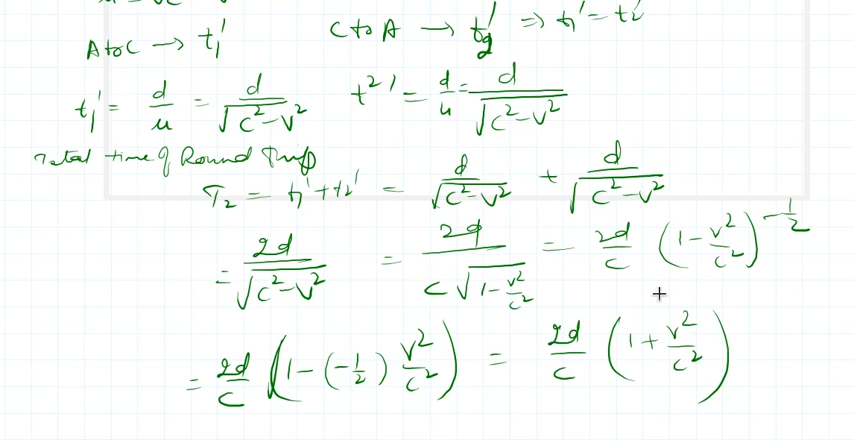 A to C → t₁' C to A → t₂' ⇒ t₁' = t₂'
t₁' = d/u = d/√(C²−V²) t²' = d/u = d/√(C²−V²)
Total time of Round Trip
T₂ = t₁' + t₂' = d/√(C²−V²) + d/√(C²−V²)
= 2d/√(C²−V²) = 2d/(C√(1−V²/C²)) = 2d/C (1−V²/C²)^(−1/2)
= 2d/C (1−(−1/2) V²/C²) = 2d/C (1+V²/C²)